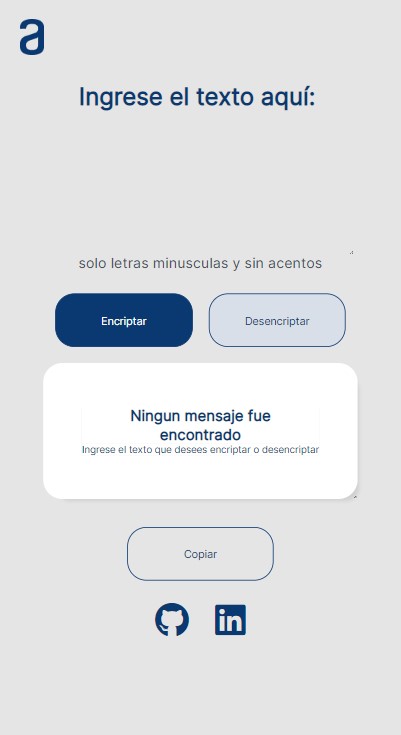 a
Ingrese el texto aquí:
solo letras minusculas y sin acentos
Encriptar
Desencriptar
Ningun mensaje fue
encontrado
Ingrese el texto que desees encriptar o desencriptar
Copiar
in